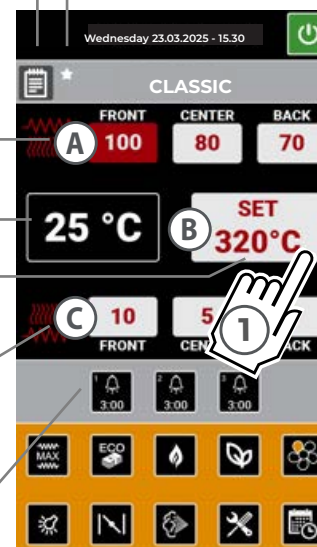 Wednesday 23.03.2025 - 15.30
CLASSIC
FRONT CENTER BACK
A 100 80 70
25 °C
B SET
320°C
C 10 5
1
FRONT
1 2 3
3:00 3:00 3:00
MAX ECO